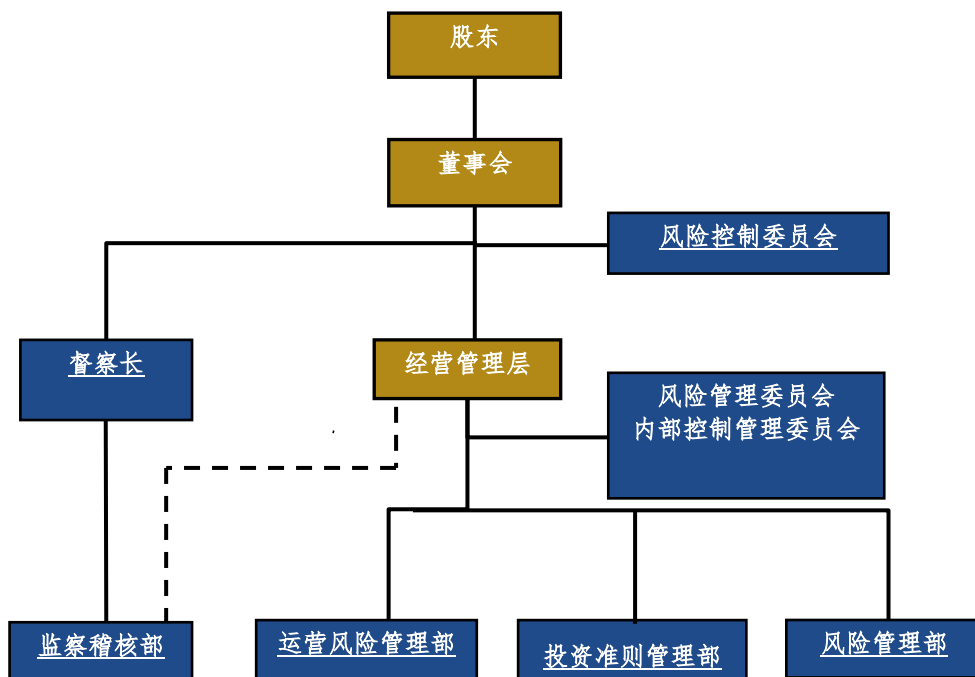 股东
董事会
风险控制委员会
督察长
经营管理层
风险管理委员会
内部控制管理委员会
监察稽核部
运营风险管理部
投资准则管理部
风险管理部